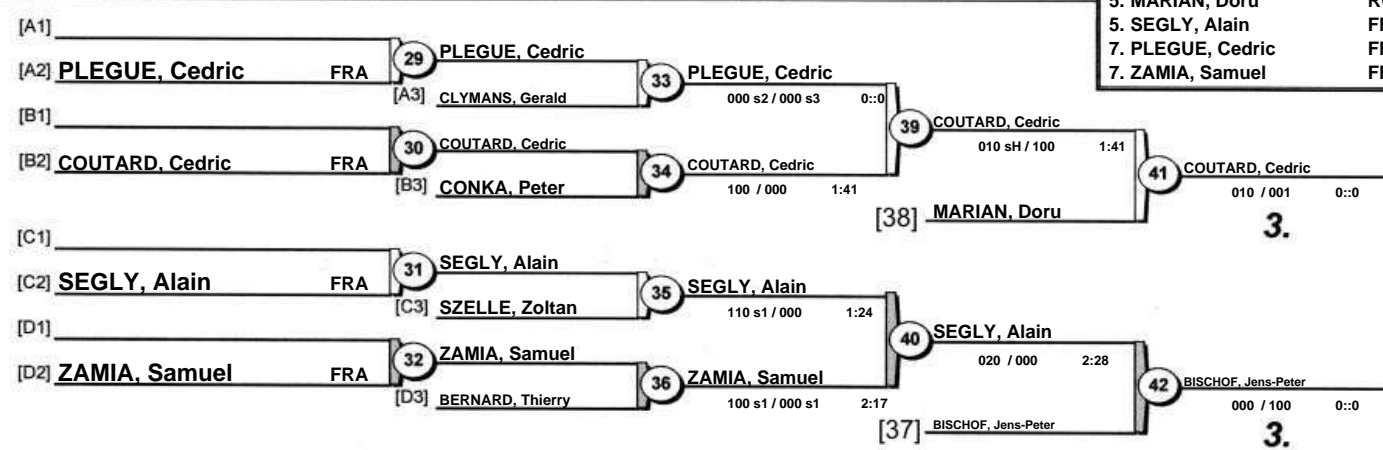 5. MARIAN, Doru
5. SEGLY, Alain
7. PLEGUE, Cedric
7. ZAMIA, Samuel
[A1]
[A2] PLEGUE, Cedric FRA 29 PLEGUE, Cedric
[A3] CLYMANS, Gerald 33 PLEGUE, Cedric
000 s2 / 000 s3 0::0
[B1]
[B2] COUTARD, Cedric FRA 30 COUTARD, Cedric
[B3] CONKA, Peter 34 COUTARD, Cedric
100 / 000 1:41
39 COUTARD, Cedric
010 sH / 100 1:41
[38] MARIAN, Doru
41 COUTARD, Cedric
010 / 001 0::0
3.
[C1]
[C2] SEGLY, Alain FRA 31 SEGLY, Alain
[C3] SZELLE, Zoltan 35 SEGLY, Alain
110 s1 / 000 1:24
[D1]
[D2] ZAMIA, Samuel FRA 32 ZAMIA, Samuel
[D3] BERNARD, Thierry 36 ZAMIA, Samuel
100 s1 / 000 s1 2:17
40 SEGLY, Alain
020 / 000 2:28
[37] BISCHOF, Jens-Peter
42 BISCHOF, Jens-Peter
000 / 100 0::0
3.